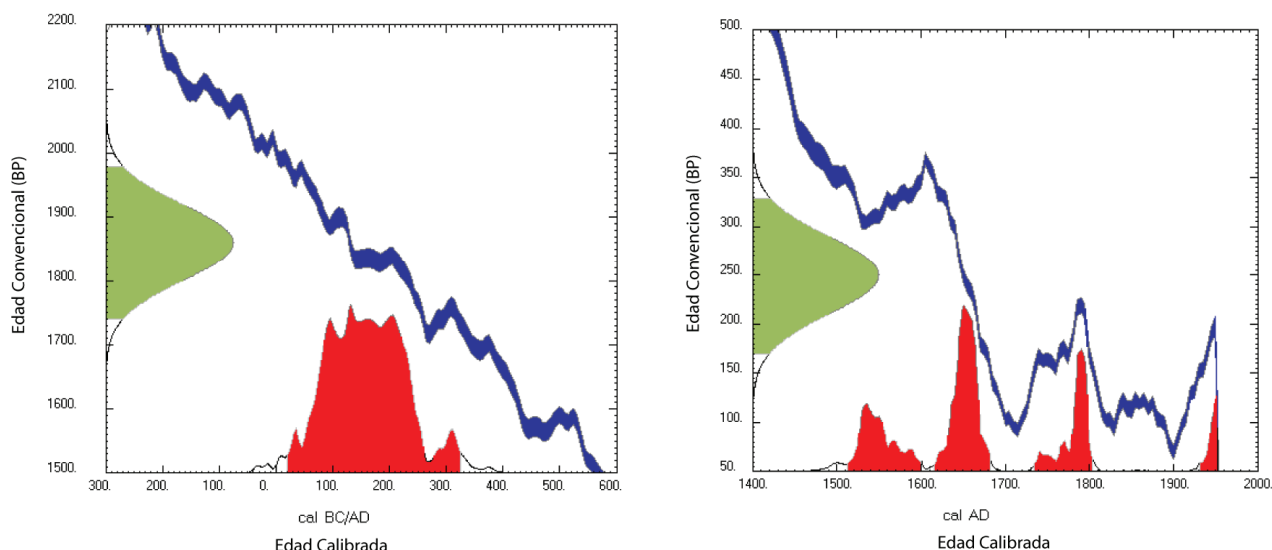 Edad Convencional (BP)
2200.
2100.
2000.
1900.
1800.
1700.
1600.
1500.
300. 200. 100. 0. 100. 200. 300. 400. 500. 600.
cal BC/AD
Edad Calibrada
Edad Convencional (BP)
500.
450.
400.
350.
300.
250.
200.
150.
100.
50.
1400. 1500. 1600. 1700. 1800. 1900. 2000.
cal AD
Edad Calibrada